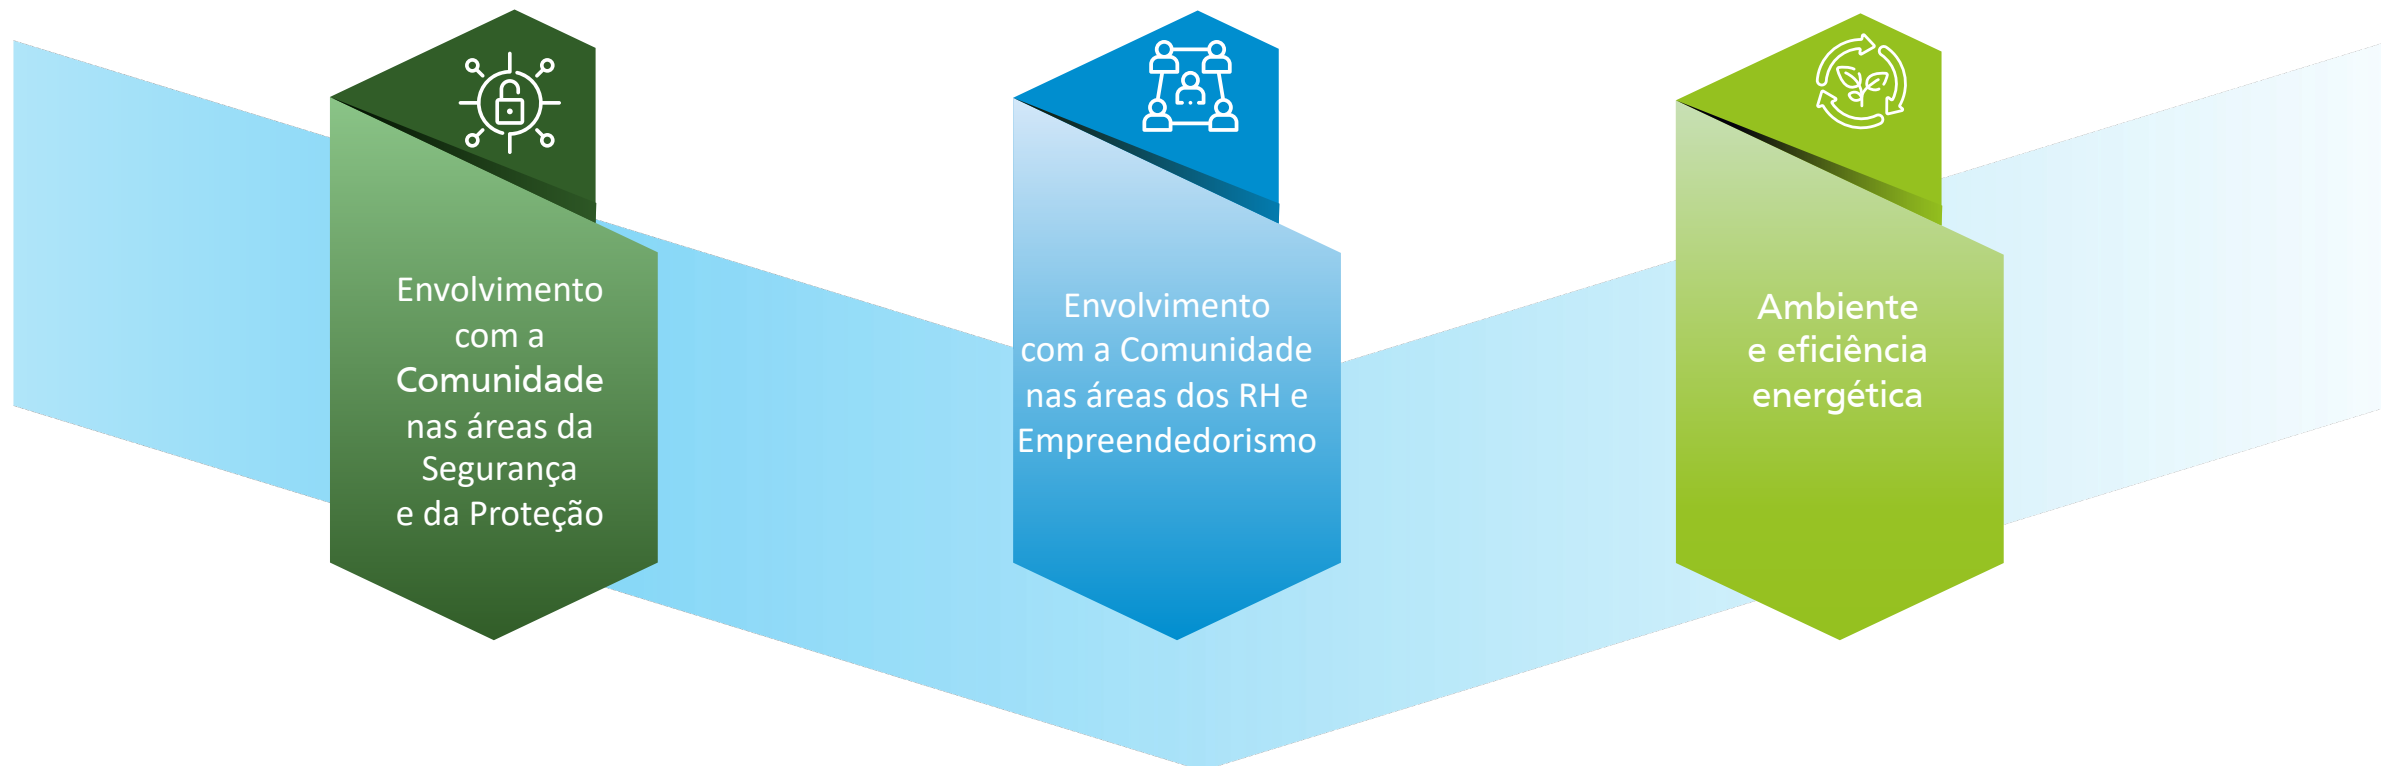 Envolvimento
com a
Comunidade
nas áreas da
Segurança
e da Proteção
Envolvimento
com a Comunidade
nas áreas dos RH e
Empreendedorismo
Ambiente
e eficiência
energética